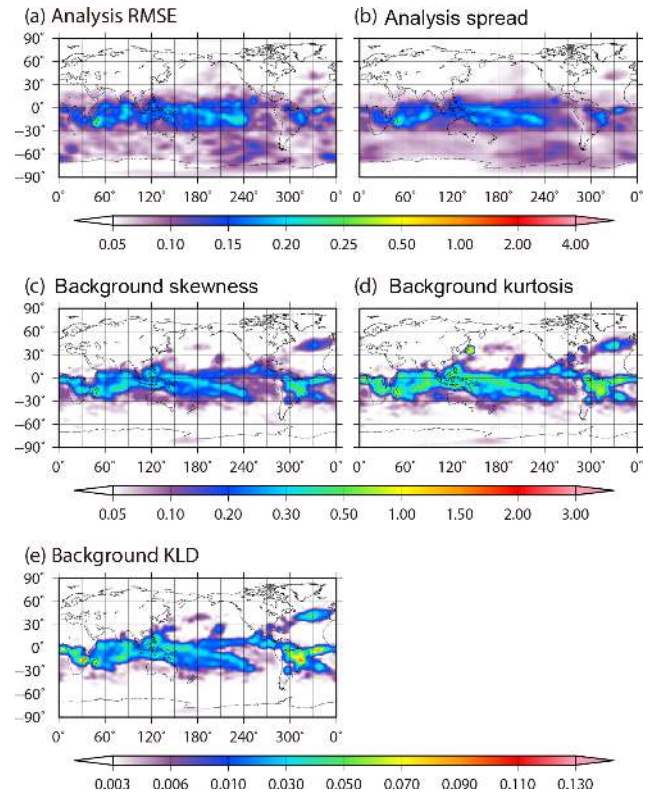 (a) Analysis RMSE
(b) Analysis spread
90˚
60˚
30˚
0˚
−30˚
−60˚
−90˚
0˚ 60˚ 120˚ 180˚ 240˚ 300˚ 0˚
0˚ 60˚ 120˚ 180˚ 240˚ 300˚ 0˚
0.05 0.10 0.15 0.20 0.25 0.50 1.00 2.00 4.00
(c) Background skewness
(d) Background kurtosis
90˚
60˚
30˚
0˚
−30˚
−60˚
−90˚
0˚ 60˚ 120˚ 180˚ 240˚ 300˚
0˚ 60˚ 120˚ 180˚ 240˚ 300˚ 0˚
0.05 0.10 0.20 0.30 0.50 1.00 2.00 3.00
(e) Background KLD
90˚
60˚
30˚
0˚
−30˚
−60˚
−90˚
0˚ 60˚ 120˚ 180˚ 240˚ 300˚ 0˚
0.003 0.006 0.010 0.030 0.050 0.070 0.090 0.110 0.130